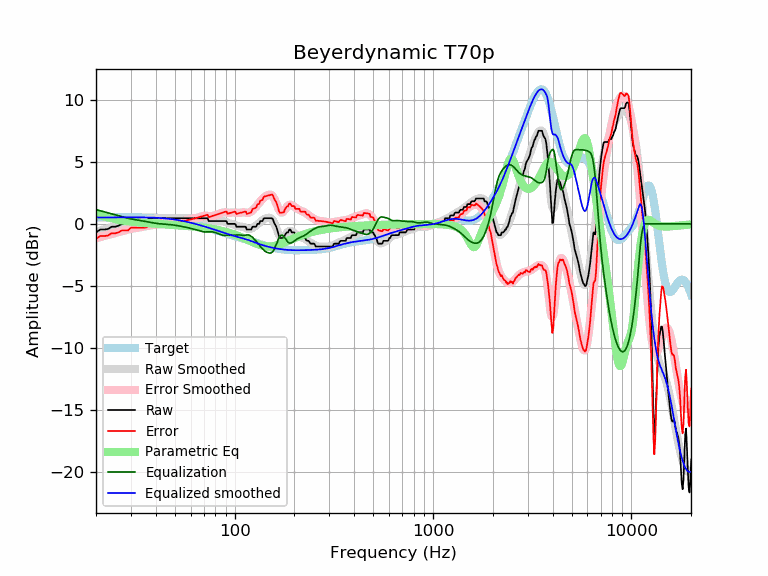 Beyerdynamic T70p
Amplitude (dBr)
10
5
0
−5
−10
−15
−20
Target
Raw Smoothed
Error Smoothed
Raw
Error
Parametric Eq
Equalization
Equalized smoothed
100 1000 10000
Frequency (Hz)